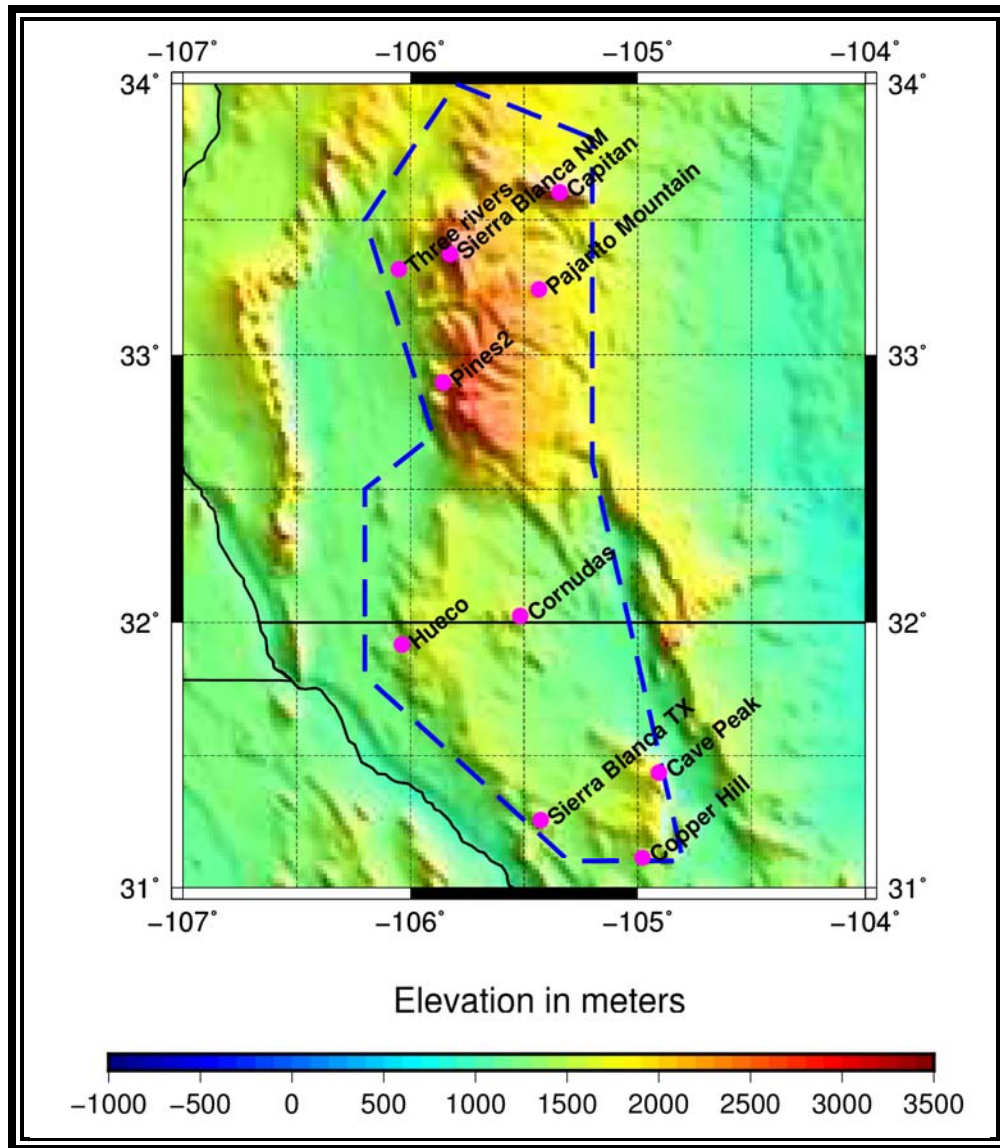 −107˚ −106˚ −105˚ −104˚
34˚ 34˚
Sierra Blanca NM
Capitan
Three rivers
Pajarito Mountain
33˚ 33˚
Pines2
Cornudas
32˚ 32˚
Hueco
Sierra Blanca TX
Cave Peak
Copper Hill
31˚ 31˚
−107˚ −106˚ −105˚ −104˚
Elevation in meters
−1000 −500 0 500 1000 1500 2000 2500 3000 3500